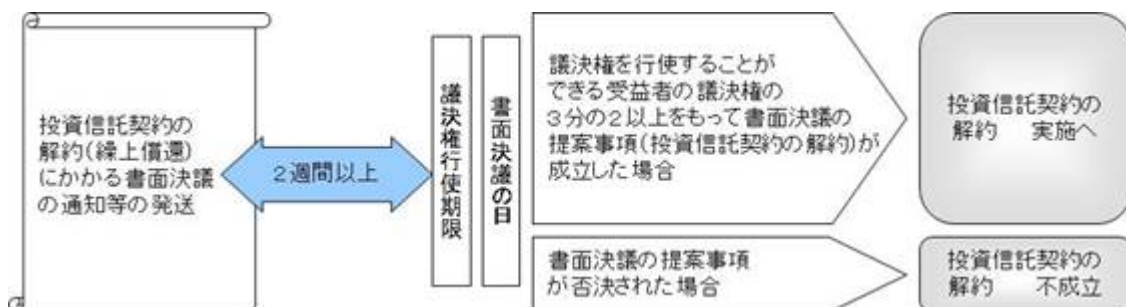 投資信託契約の
解約(繰上償還)
にかかる書面決議
の通知等の発送
2週間以上
議決権行使期限
書面決議の日
議決権を行使することが
できる受益者の議決権の
3分の2以上をもって書面決議の
提案事項(投資信託契約の解約)が
成立した場合
投資信託契約の
解約 実施へ
書面決議の提案事項
が否決された場合
投資信託契約の
解約 不成立